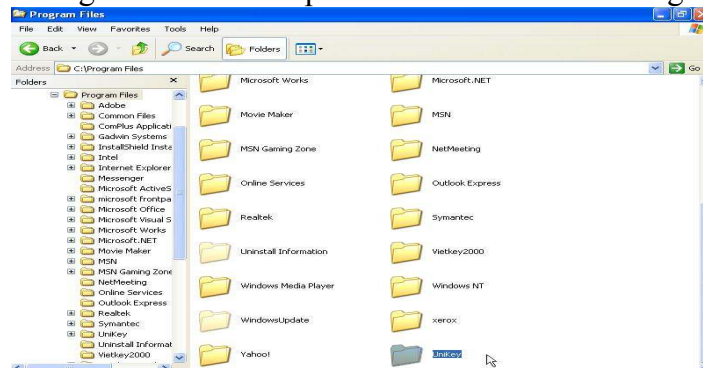 Program Files
File Edit View Favorites Tools Help
Back Search Folders
Address C:\Program Files Go
Folders
Program Files
Adobe
Common Files
ComPlus Applicati
Gadwin Systems
InstallShield Insta
Intel
Internet Explorer
Messenger
Microsoft ActiveS
microsoft frontpa
Microsoft Office
Microsoft Visual S
Microsoft Works
Microsoft.NET
Movie Maker
MSN
MSN Gaming Zone
NetMeeting
Online Services
Outlook Express
Realtek
Symantec
UniKey
Uninstall Informat
Vietkey2000
Microsoft Works Microsoft.NET
Movie Maker MSN
MSN Gaming Zone NetMeeting
Online Services Outlook Express
Realtek Symantec
Uninstall Information Vietkey2000
Windows Media Player Windows NT
WindowsUpdate xerox
Yahoo! UniKey